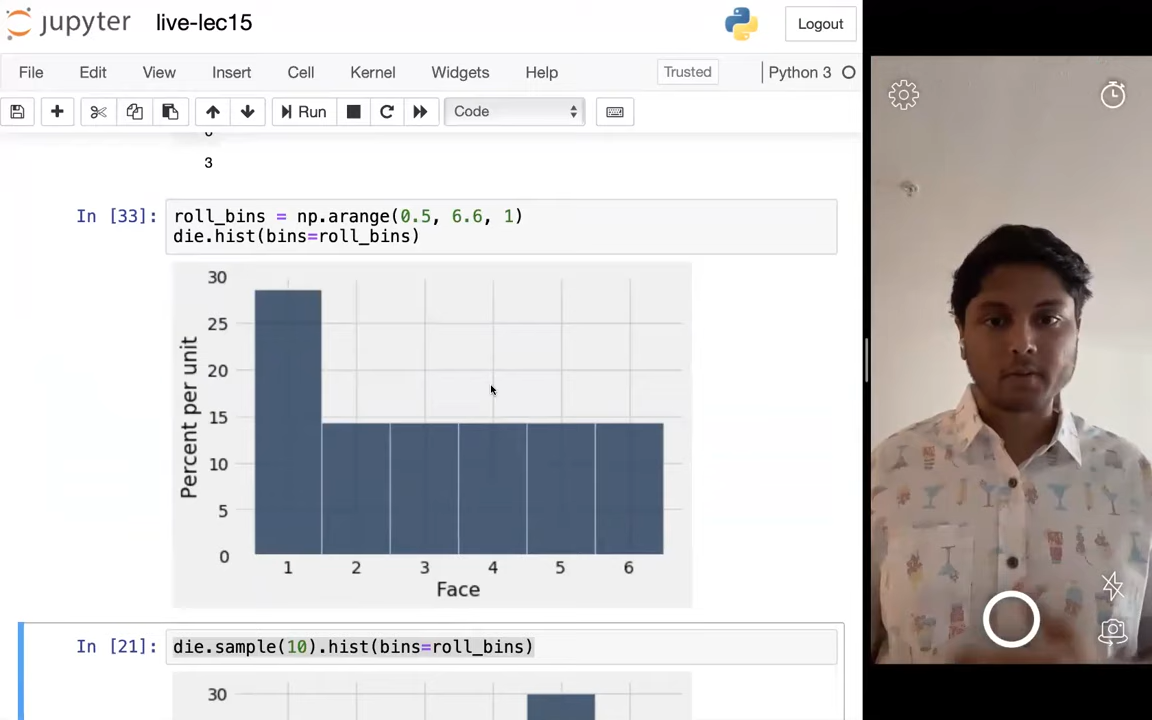 jupyter live-lec15 Logout
File Edit View Insert Cell Kernel Widgets Help Trusted Python 3
Run Code
3
In [33]: roll_bins = np.arange(0.5, 6.6, 1)
die.hist(bins=roll_bins)
30
25
20
15
10
5
0
Percent per unit
1 2 3 4 5 6
Face
In [21]: die.sample(10).hist(bins=roll_bins)
30